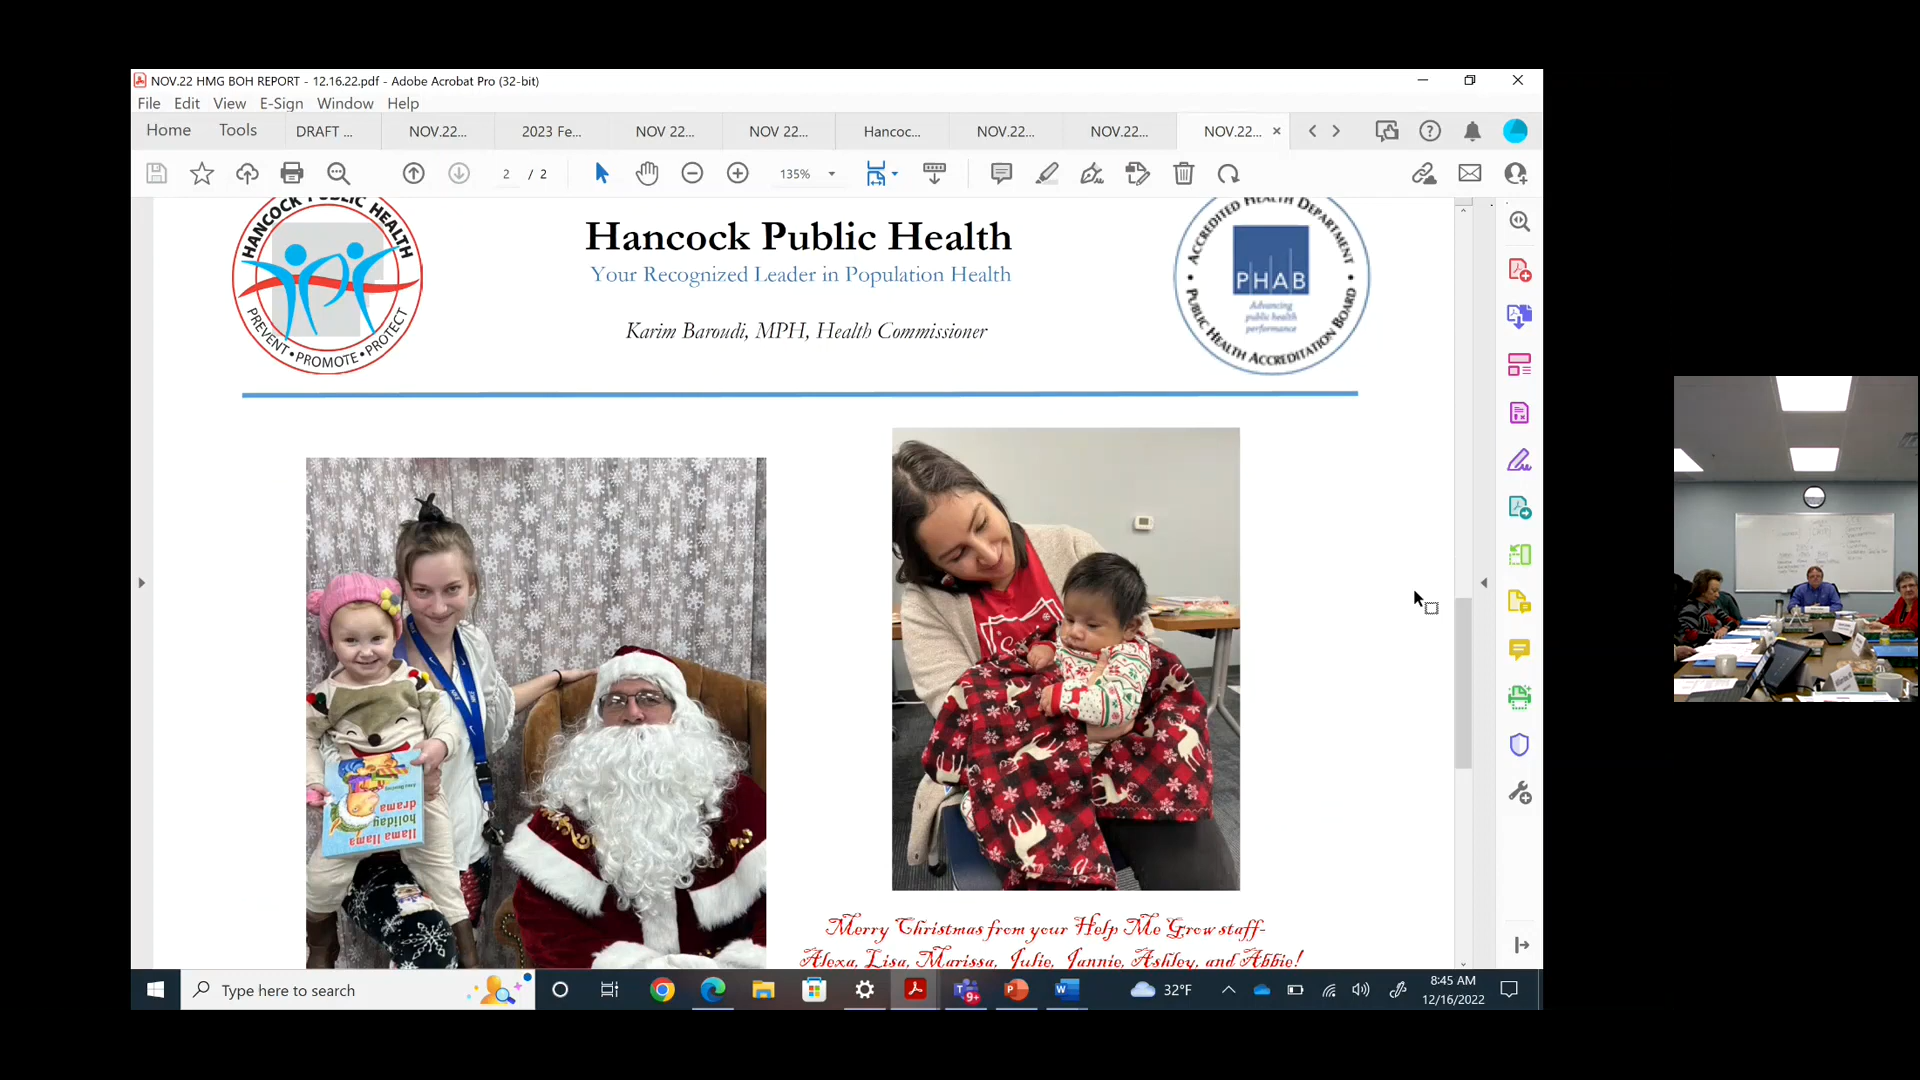 NOV.22 HMG BOH REPORT - 12.16.22.pdf - Adobe Acrobat Pro (32-bit)
File Edit View E-Sign Window Help
Home Tools DRAFT ... NOV.22... 2023 Fe... NOV 22... NOV 22... Hancoc... NOV.22... NOV.22... NOV.22...
2 / 2 135%
HANCOCK PUBLIC HEALTH
PREVENT • PROMOTE • PROTECT
Hancock Public Health
Your Recognized Leader in Population Health
Karim Baroudi, MPH, Health Commissioner
ACCREDITED HEALTH DEPARTMENT
PHAB
Advancing
public health
performance
PUBLIC HEALTH ACCREDITATION BOARD
llama llama
holiday
drama
Merry Christmas from your Help Me Grow staff-
Alexa, Lisa, Marissa, Julie, Jannie, Ashley, and Abbie!
Type here to search
9+
32°F
8:45 AM
12/16/2022